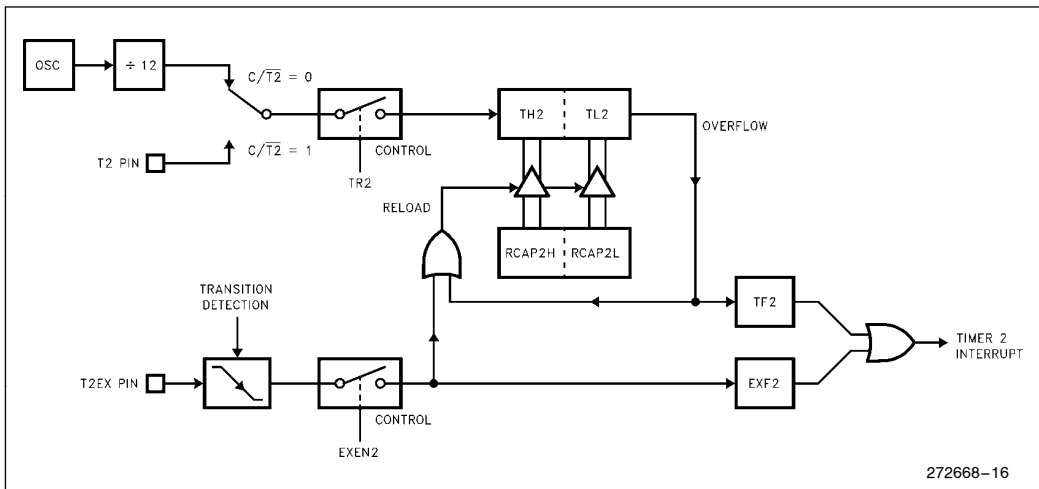 OSC
÷ 12
C/T2̅ = 0
TH2
TL2
OVERFLOW
T2 PIN
C/T2̅ = 1
CONTROL
TR2
RELOAD
RCAP2H
RCAP2L
TRANSITION
DETECTION
TF2
TIMER 2
INTERRUPT
T2EX PIN
EXF2
CONTROL
EXEN2
272668–16